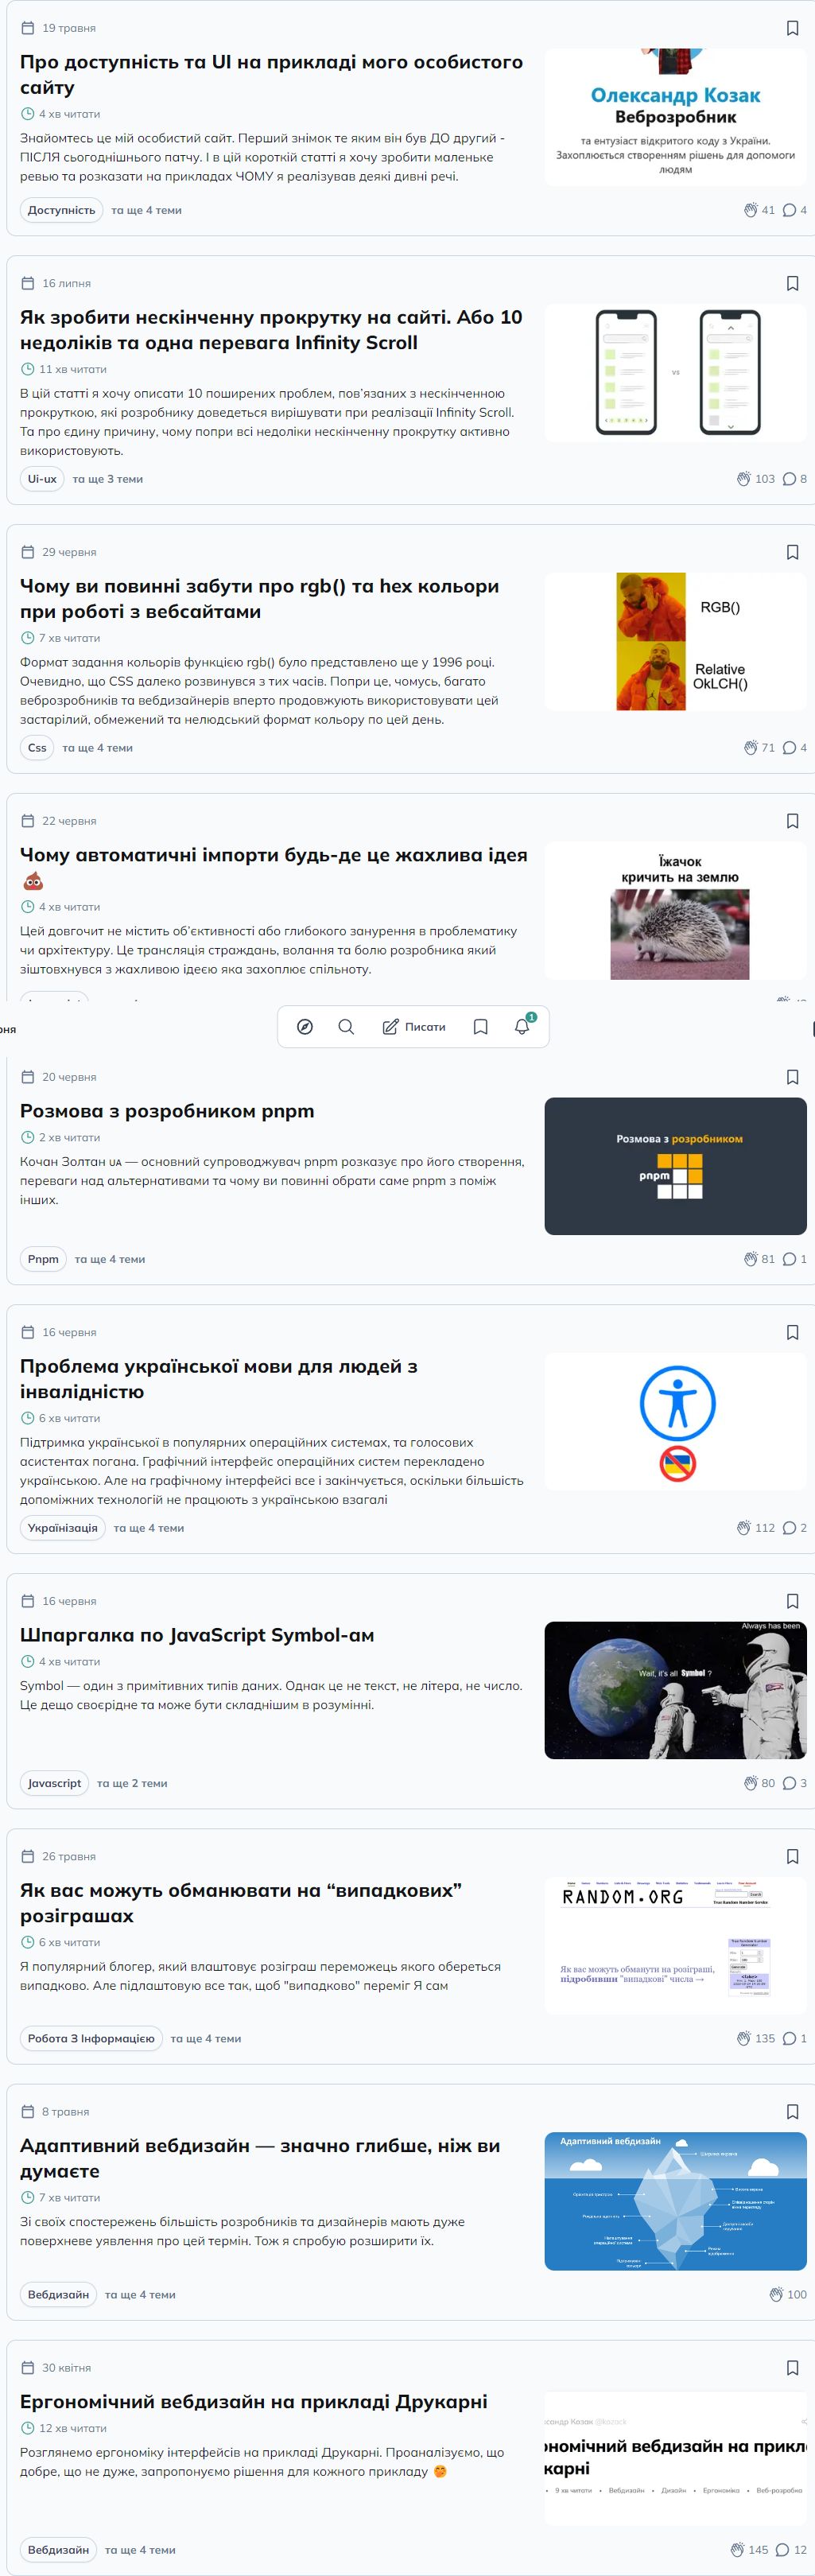 19 травня
Про доступність та UI на прикладі мого особистого
сайту
4 хв читати
Знайомтесь це мій особистий сайт. Перший знімок те яким він був ДО другий -
ПІСЛЯ сьогоднішнього патчу. І в цій короткій статті я хочу зробити маленьке
ревью та розказати на прикладах ЧОМУ я реалізував деякі дивні речі.
Олександр Козак
Веброзробник
та ентузіаст відкритого коду з України.
Захоплюється створенням рішень для допомоги
людям
Доступність та ще 4 теми
41 4
16 липня
Як зробити нескінченну прокрутку на сайті. Або 10
недоліків та одна перевага Infinity Scroll
11 хв читати
В цій статті я хочу описати 10 поширених проблем, пов’язаних з нескінченною
прокруткою, які розробнику доведеться вирішувати при реалізації Infinity Scroll.
Та про єдину причину, чому попри всі недоліки нескінченну прокрутку активно
використовують.
VS
Ui-ux та ще 3 теми
103 8
29 червня
Чому ви повинні забути про rgb() та hex кольори
при роботі з вебсайтами
7 хв читати
Формат задання кольорів функцією rgb() було представлено ще у 1996 році.
Очевидно, що CSS далеко розвинувся з тих часів. Попри це, чомусь, багато
веброзробників та вебдизайнерів вперто продовжують використовувати цей
застарілий, обмежений та нелюдський формат кольору по цей день.
RGB()
Relative
OkLCH()
Css та ще 4 теми
71 4
22 червня
Чому автоматичні імпорти будь-де це жахлива ідея
💩
4 хв читати
Цей довгочит не містить об’єктивності або глибокого занурення в проблематику
чи архітектуру. Це трансляція страждань, волання та болю розробника який
зіштовхнувся з жахливою ідеєю яка захоплює спільноту.
Їжачок
кричить на землю
Писати
1
20 червня
Розмова з розробником pnpm
2 хв читати
Кочан Золтан ᴜᴀ — основний супроводжувач pnpm розказує про його створення,
переваги над альтернативами та чому ви повинні обрати саме pnpm з поміж
інших.
Розмова з розробником
pnpm
Pnpm та ще 4 теми
81 1
16 червня
Проблема української мови для людей з
інвалідністю
6 хв читати
Підтримка української в популярних операційних системах, та голосових
асистентах погана. Графічний інтерфейс операційних систем перекладено
українською. Але на графічному інтерфейсі все і закінчується, оскільки більшість
допоміжних технологій не працюють з українською взагалі
Українізація та ще 4 теми
112 2
16 червня
Шпаргалка по JavaScript Symbol-ам
4 хв читати
Symbol — один з примітивних типів даних. Однак це не текст, не літера, не число.
Це дещо своєрідне та може бути складнішим в розумінні.
Always has been
Wait, it's all Symbol ?
Javascript та ще 2 теми
80 3
26 травня
Як вас можуть обманювати на “випадкових”
розіграшах
6 хв читати
Я популярний блогер, який влаштовує розіграш переможець якого обереться
випадково. Але підлаштовую все так, щоб "випадково" переміг Я сам
RANDOM.ORG
Як вас можуть обманути на розіграші,
підробивши "випадкові" числа →
Робота З Інформацією та ще 4 теми
135 1
8 травня
Адаптивний вебдизайн — значно глибше, ніж ви
думаєте
7 хв читати
Зі своїх спостережень більшість розробників та дизайнерів мають дуже
поверхневе уявлення про цей термін. Тож я спробую розширити їх.
Адаптивний вебдизайн
Вебдизайн та ще 4 теми
100
30 квітня
Ергономічний вебдизайн на прикладі Друкарні
12 хв читати
Розглянемо ергономіку інтерфейсів на прикладі Друкарні. Проаналізуємо, що
добре, що не дуже, запропонуємо рішення для кожного прикладу
сандр Козак @kozack
номічний вебдизайн на прикл
карні
• 9 хв читати • Вебдизайн • Дизайн • Ергономіка • Веб-розробка
Вебдизайн та ще 4 теми
145 12